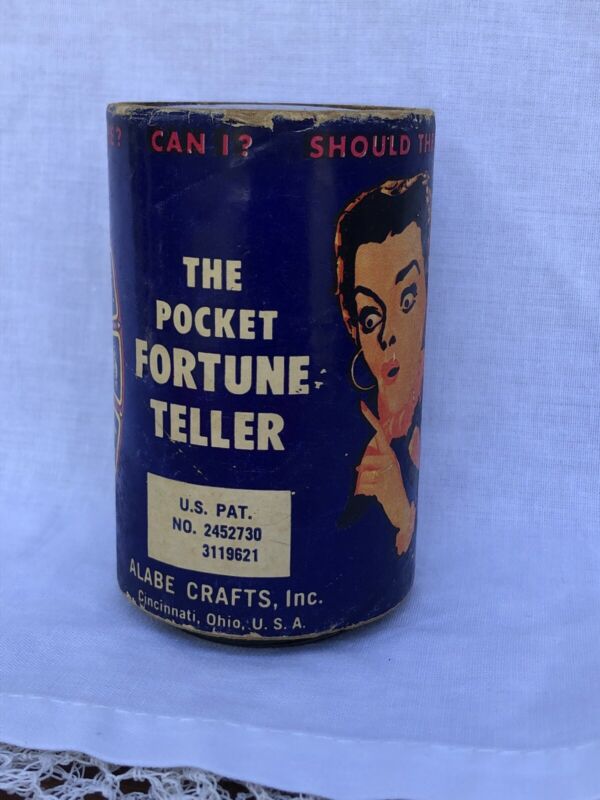 CAN I? SHOULD
THE
POCKET
FORTUNE
TELLER
U.S. PAT.
NO. 2452730
3119621
ALABE CRAFTS, Inc.
Cincinnati, Ohio, U. S. A.